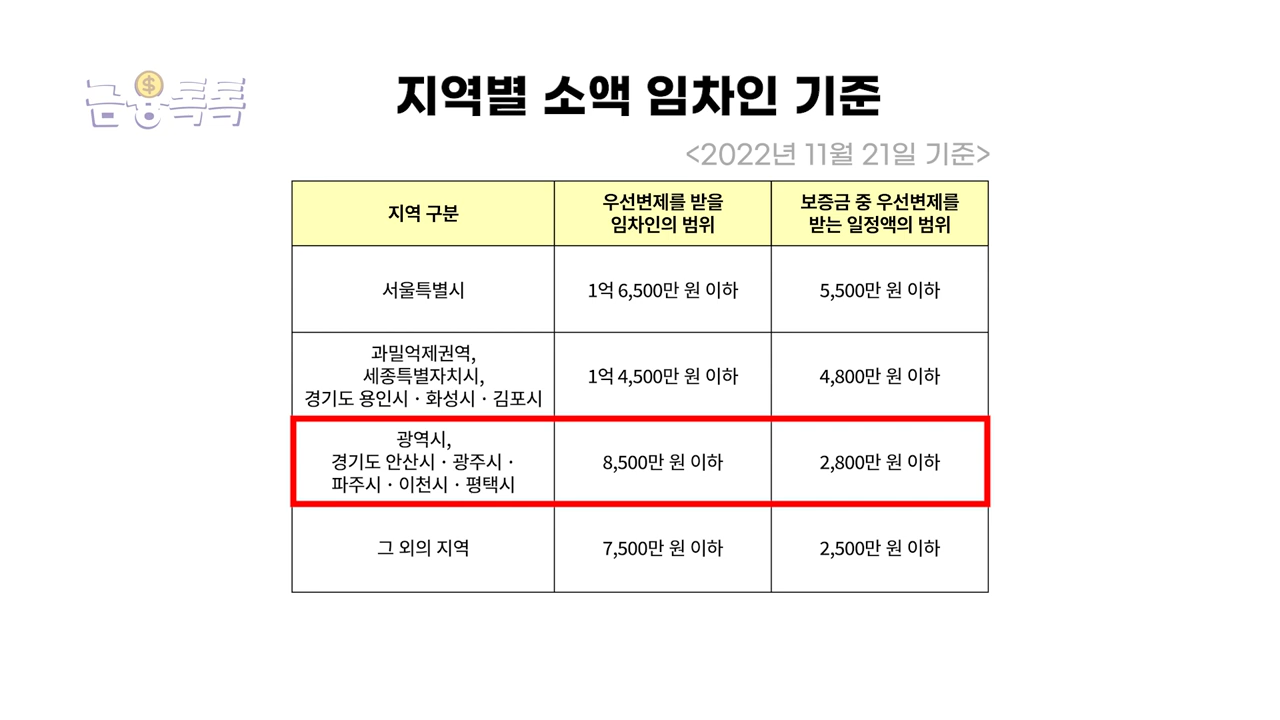 금융톡톡
지역별 소액 임차인 기준
<2022년 11월 21일 기준>
지역 구분
우선변제를 받을
임차인의 범위
보증금 중 우선변제를
받는 일정액의 범위
서울특별시
1억 6,500만 원 이하
5,500만 원 이하
과밀억제권역,
세종특별자치시,
경기도 용인시 · 화성시 · 김포시
1억 4,500만 원 이하
4,800만 원 이하
광역시,
경기도 안산시 · 광주시 ·
파주시 · 이천시 · 평택시
8,500만 원 이하
2,800만 원 이하
그 외의 지역
7,500만 원 이하
2,500만 원 이하